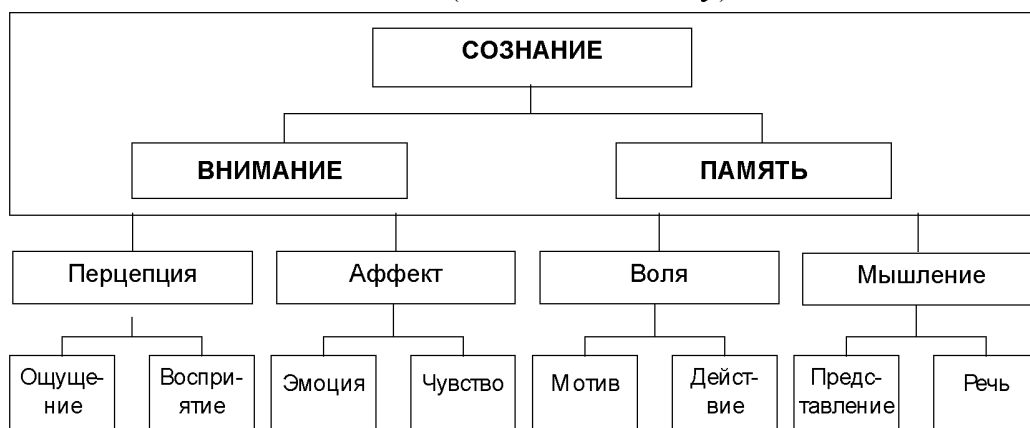 СОЗНАНИЕ
ВНИМАНИЕ
ПАМЯТЬ
Перцепция
Аффект
Воля
Мышление
Ощуще-
ние
Воспри-
ятие
Эмоция
Чувство
Мотив
Дейст-
вие
Предс-
тавление
Речь